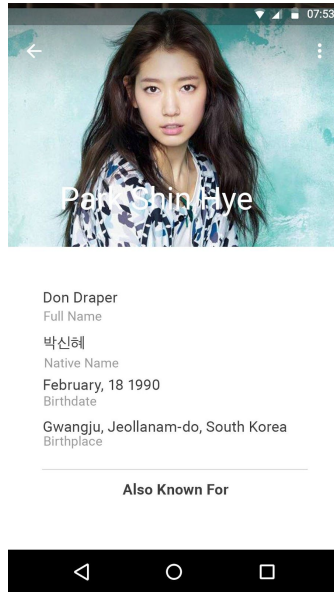 07:53
Park Shin Hye
Don Draper
Full Name
박신혜
Native Name
February, 18 1990
Birthdate
Gwangju, Jeollanam-do, South Korea
Birthplace
Also Known For